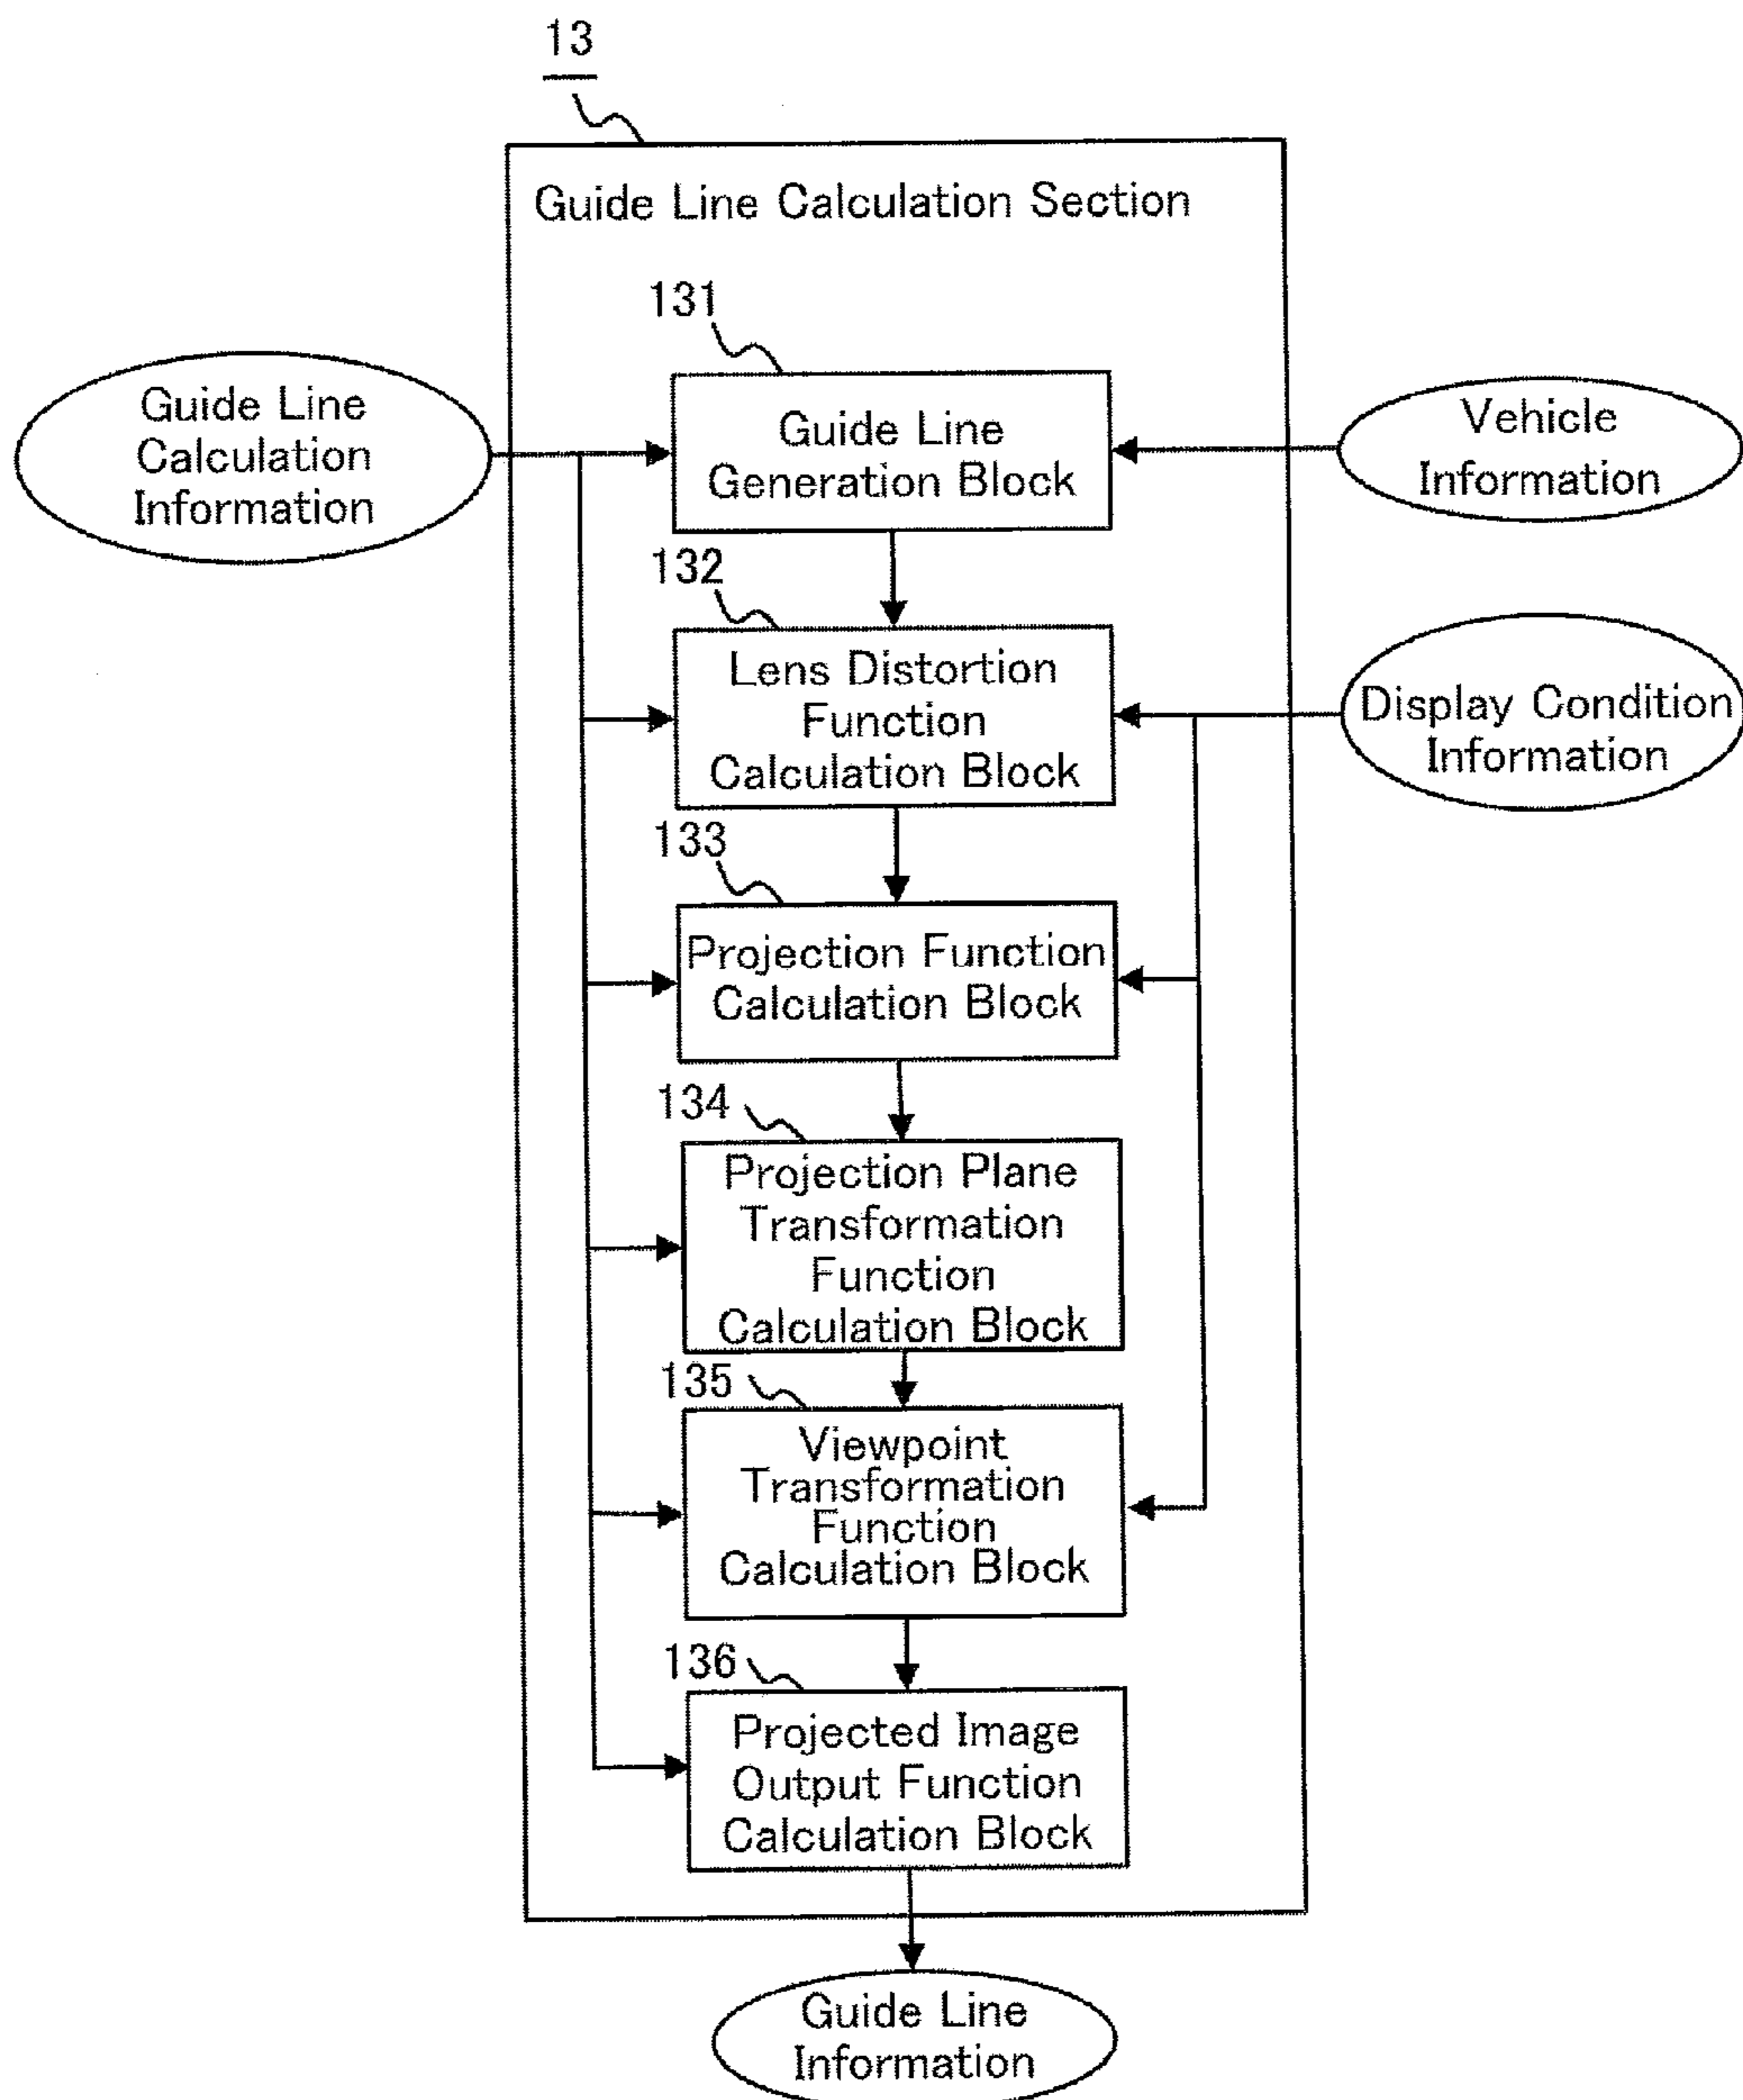 13
Guide Line Calculation Section
131
Guide Line
Calculation
Information
Guide Line
Generation Block
Vehicle
Information
132
Lens Distortion
Function
Calculation Block
Display Condition
Information
133
Projection Function
Calculation Block
134
Projection Plane
Transformation
Function
Calculation Block
135
Viewpoint
Transformation
Function
Calculation Block
136
Projected Image
Output Function
Calculation Block
Guide Line
Information